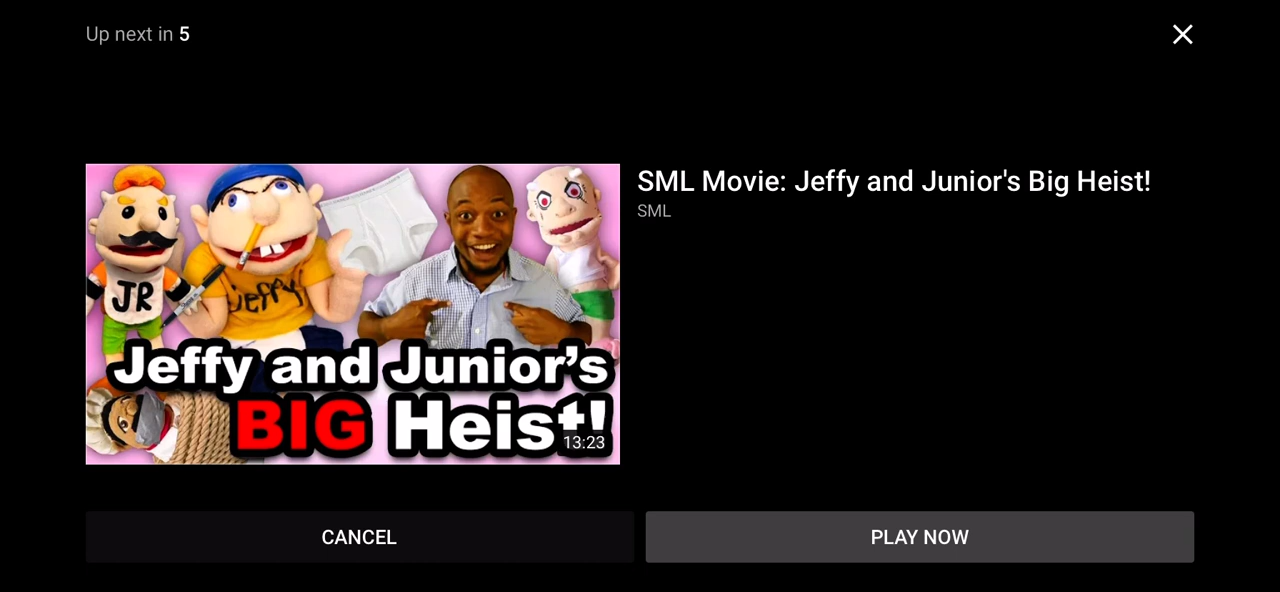 Up next in 5
SML Movie: Jeffy and Junior's Big Heist!
SML
JR
Jeffy
Jeffy and Junior's
BIG Heist!
13:23
CANCEL
PLAY NOW